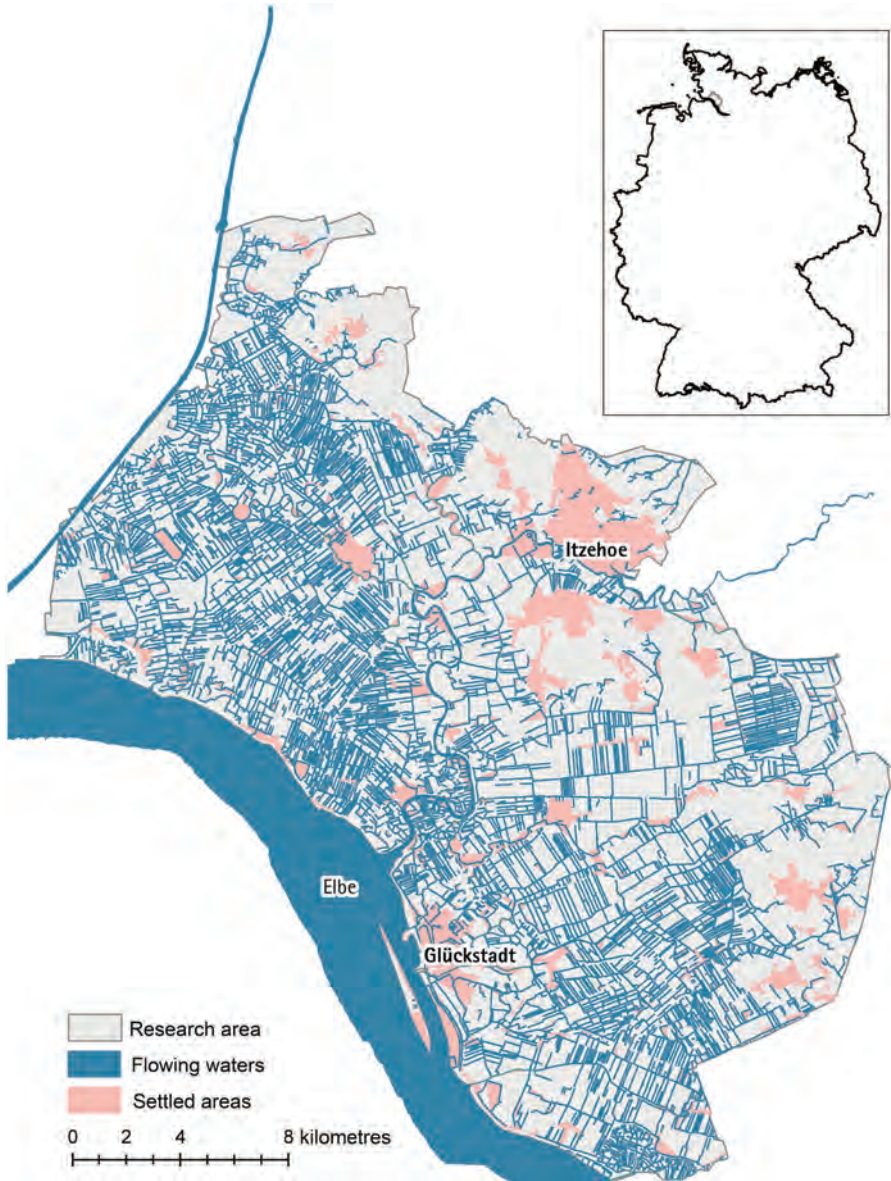 Itzehoe
Elbe
Glückstadt
Research area
Flowing waters
Settled areas
0 2 4 8 kilometres